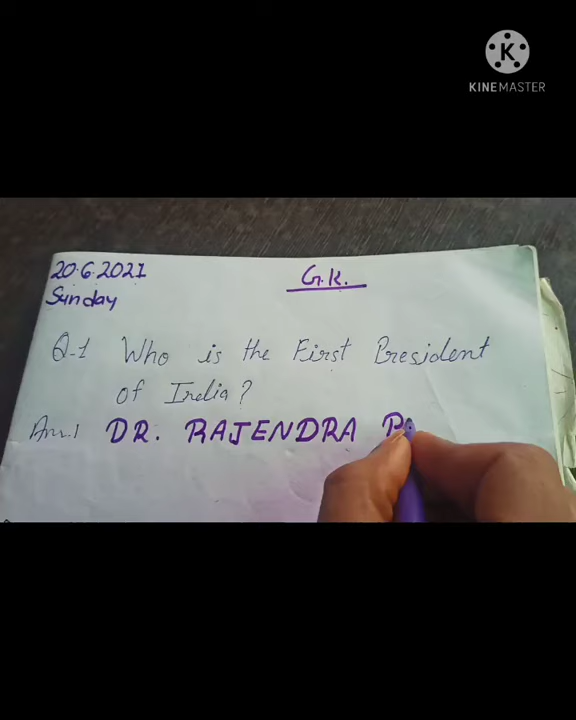 K
KINEMASTER
20.6.2021
Sunday
G.K.
Q-1 Who is the First President
of India?
Ans.1 DR. RAJENDRA